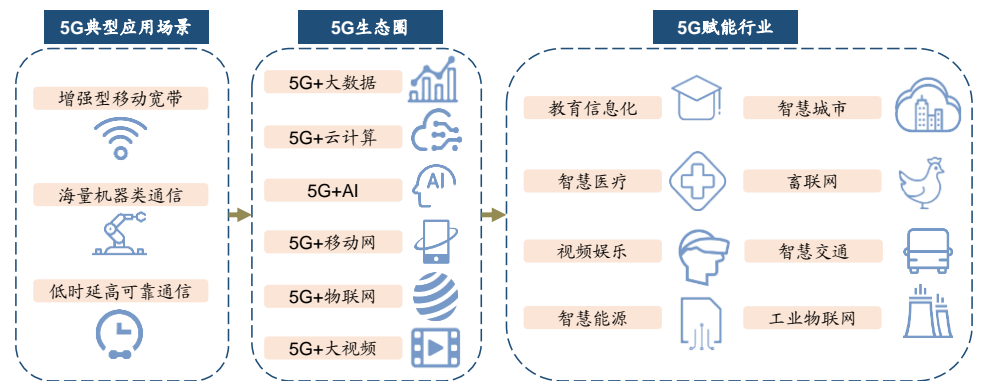 5G典型应用场景
增强型移动宽带
海量机器类通信
低时延高可靠通信
5G生态圈
5G+大数据
5G+云计算
5G+AI
AI
5G+移动网
5G+物联网
5G+大视频
5G赋能行业
教育信息化
智慧城市
智慧医疗
畜联网
视频娱乐
智慧交通
智慧能源
工业物联网